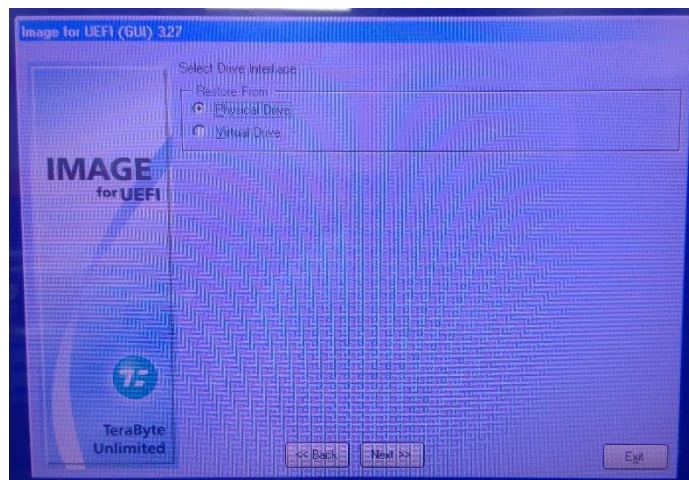 Image for UEFI (GUI) 3.27
Select Drive Interface
Restore From
Physical Drive
Virtual Drive
IMAGE
for UEFI
TeraByte
Unlimited
<< Back
Next >>
Exit